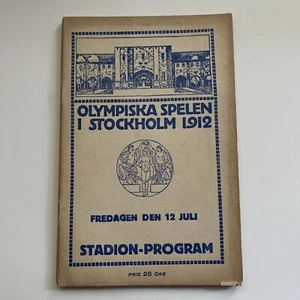 OLYMPISKA SPELEN
I STOCKHOLM 1912
FREDAGEN DEN 12 JULI
STADION-PROGRAM
PRIS 25 ÖRE